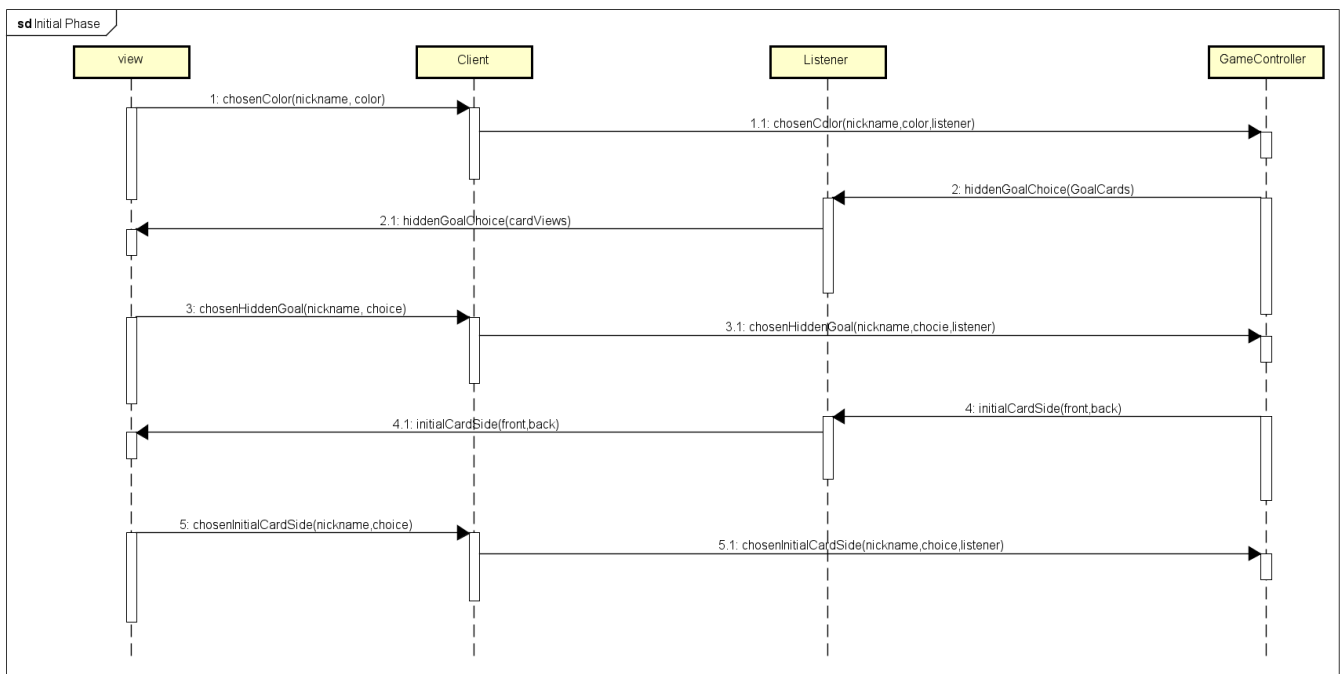 sd Initial Phase
view
Client
Listener
GameController
1: chosenColor(nickname, color)
1.1: chosenColor(nickname,color,listener)
2: hiddenGoalChoice(GoalCards)
2.1: hiddenGoalChoice(cardViews)
3: chosenHiddenGoal(nickname, choice)
3.1: chosenHiddenGoal(nickname,chocie,listener)
4: initialCardSide(front,back)
4.1: initialCardSide(front,back)
5: chosenInitialCardSide(nickname,choice)
5.1: chosenInitialCardSide(nickname,choice,listener)